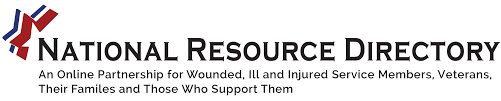 NATIONAL RESOURCE DIRECTORY
An Online Partnership for Wounded, Ill and Injured Service Members, Veterans,
Their Familes and Those Who Support Them